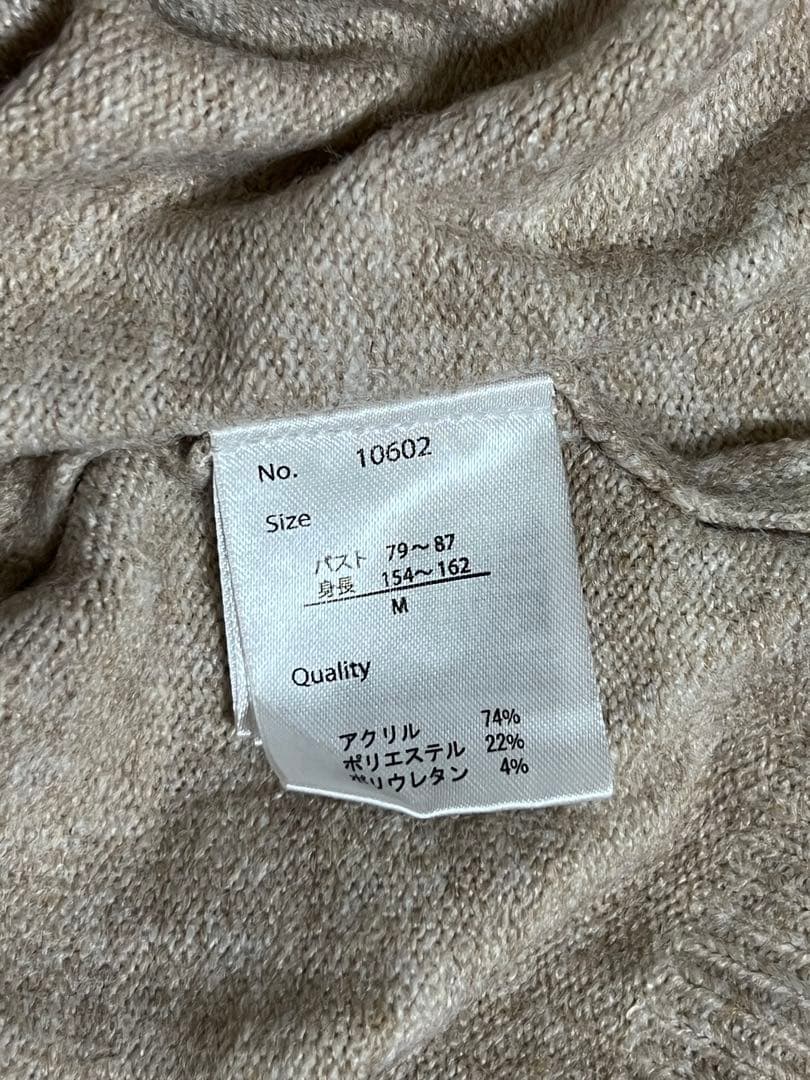 No. 10602
Size
バスト 79～87
身長 154～162
M
Quality
アクリル 74%
ポリエステル 22%
ポリウレタン 4%